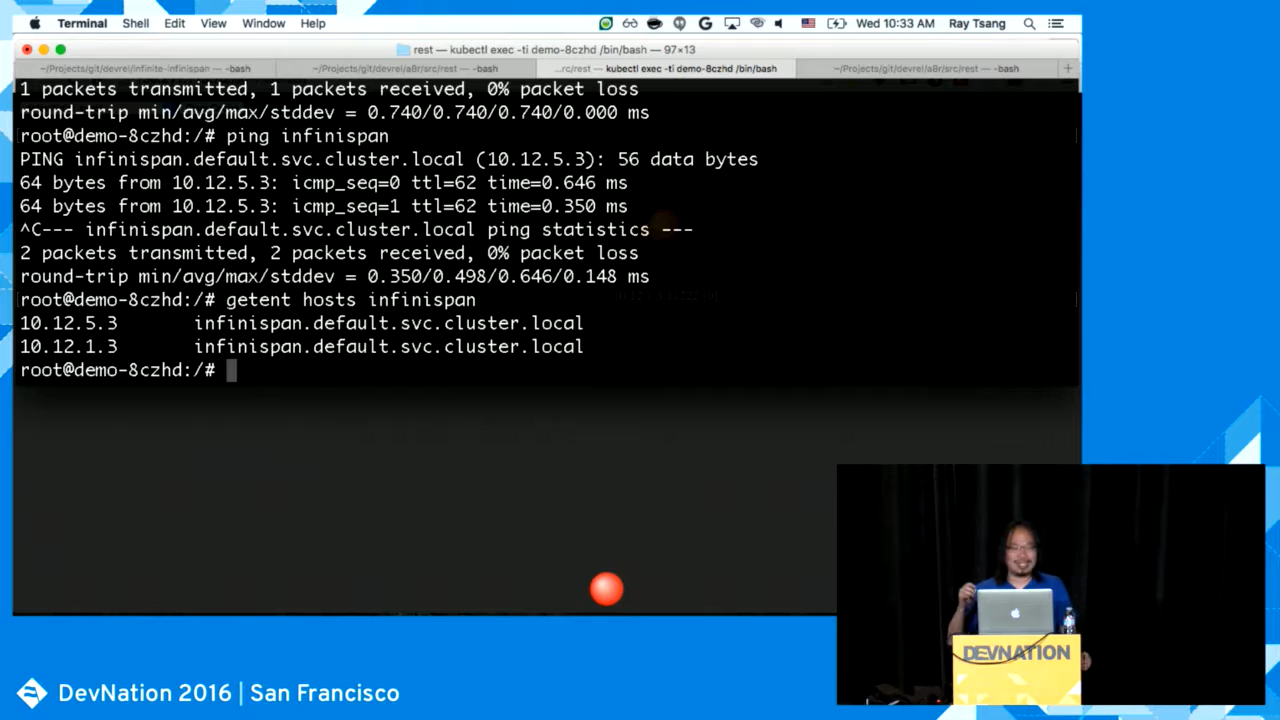 Terminal Shell Edit View Window Help Wed 10:33 AM Ray Tsang
rest — kubectl exec -ti demo-8czhd /bin/bash — 97×13
~/Projects/git/devrel/infinite-infinispan — -bash ~/Projects/git/devrel/a8r/src/rest — -bash ...rc/rest — kubectl exec -ti demo-8czhd /bin/bash ~/Projects/git/devrel/a8r/src/rest — -bash +
1 packets transmitted, 1 packets received, 0% packet loss
round-trip min/avg/max/stddev = 0.740/0.740/0.740/0.000 ms
root@demo-8czhd:/# ping infinispan
PING infinispan.default.svc.cluster.local (10.12.5.3): 56 data bytes
64 bytes from 10.12.5.3: icmp_seq=0 ttl=62 time=0.646 ms
64 bytes from 10.12.5.3: icmp_seq=1 ttl=62 time=0.350 ms
^C--- infinispan.default.svc.cluster.local ping statistics ---
2 packets transmitted, 2 packets received, 0% packet loss
round-trip min/avg/max/stddev = 0.350/0.498/0.646/0.148 ms
root@demo-8czhd:/# getent hosts infinispan
10.12.5.3 infinispan.default.svc.cluster.local
10.12.1.3 infinispan.default.svc.cluster.local
root@demo-8czhd:/#
DEVNATION
DevNation 2016 | San Francisco